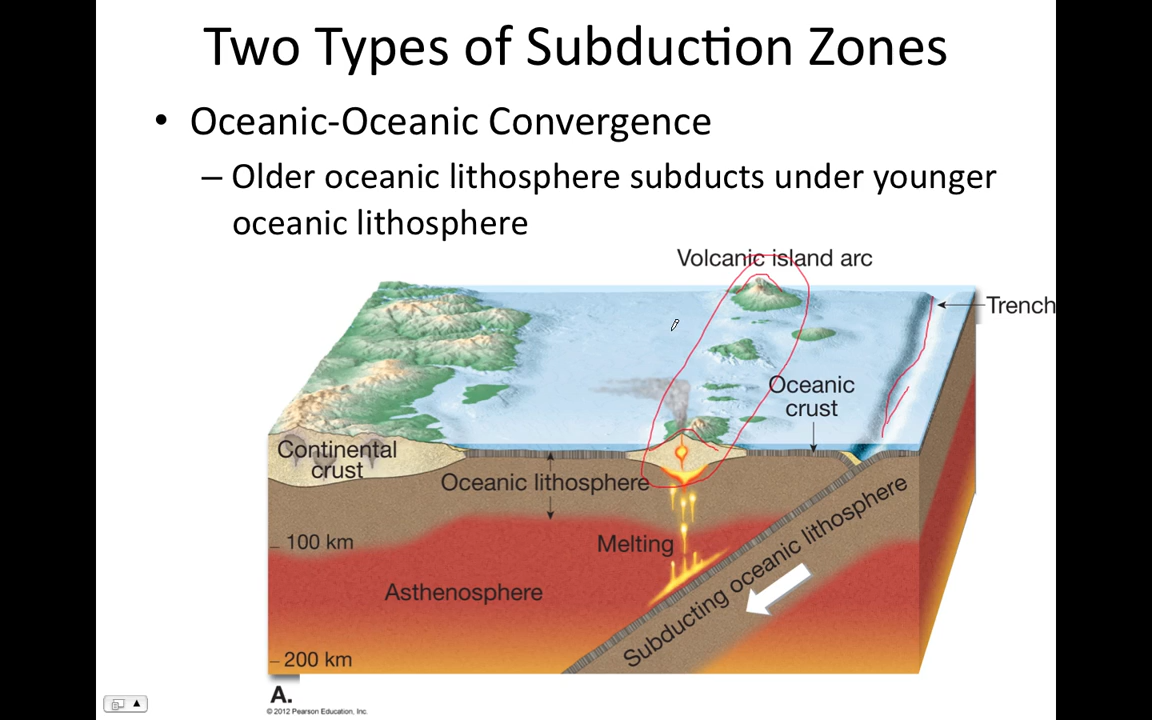 Two Types of Subduction Zones
• Oceanic-Oceanic Convergence
– Older oceanic lithosphere subducts under younger
oceanic lithosphere
Volcanic island arc
Trench
Oceanic
crust
Continental
crust
Oceanic lithosphere
Subducting oceanic lithosphere
100 km
Melting
Asthenosphere
200 km
A.
© 2012 Pearson Education, Inc.